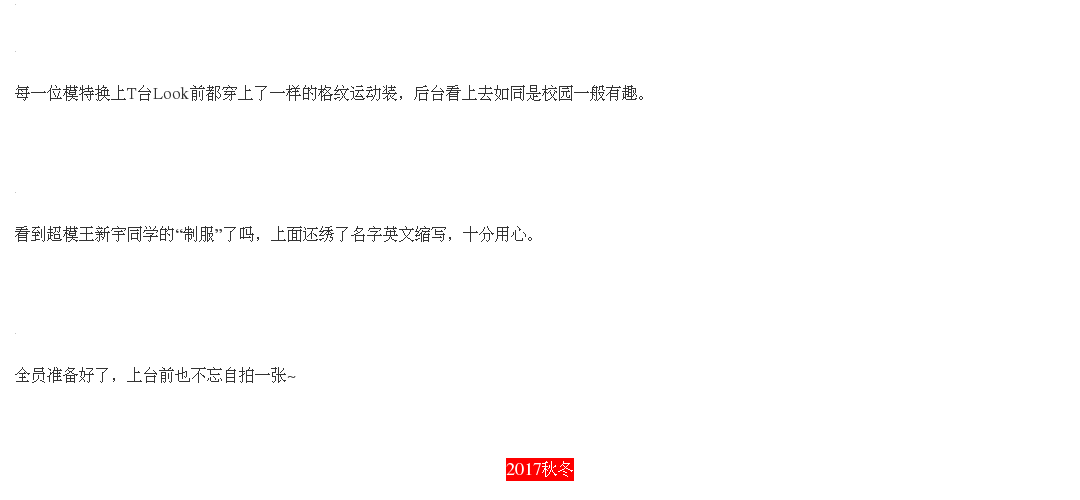 每一位模特换上T台Look前都穿上了一样的格纹运动装，后台看上去如同是校园一般有趣。
看到超模王新宇同学的“制服”了吗，上面还绣了名字英文缩写，十分用心。
全员准备好了，上台前也不忘自拍一张~
2017秋冬